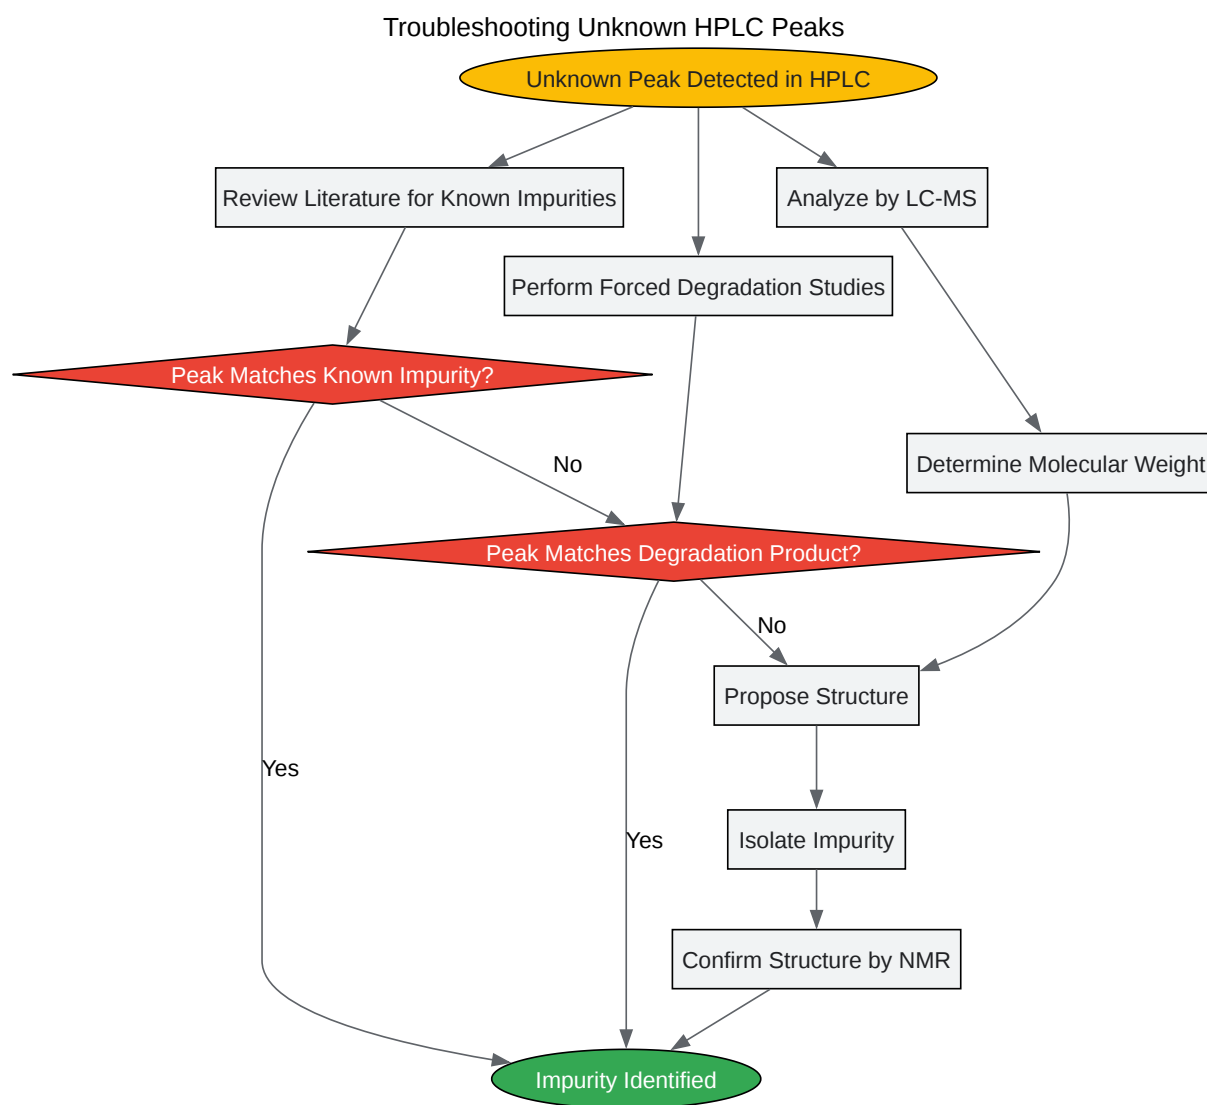 Troubleshooting Unknown HPLC Peaks
Unknown Peak Detected in HPLC
Review Literature for Known Impurities
Analyze by LC-MS
Perform Forced Degradation Studies
Peak Matches Known Impurity?
No
Determine Molecular Weight
Peak Matches Degradation Product?
No
Propose Structure
Yes
Yes
Isolate Impurity
Confirm Structure by NMR
Impurity Identified